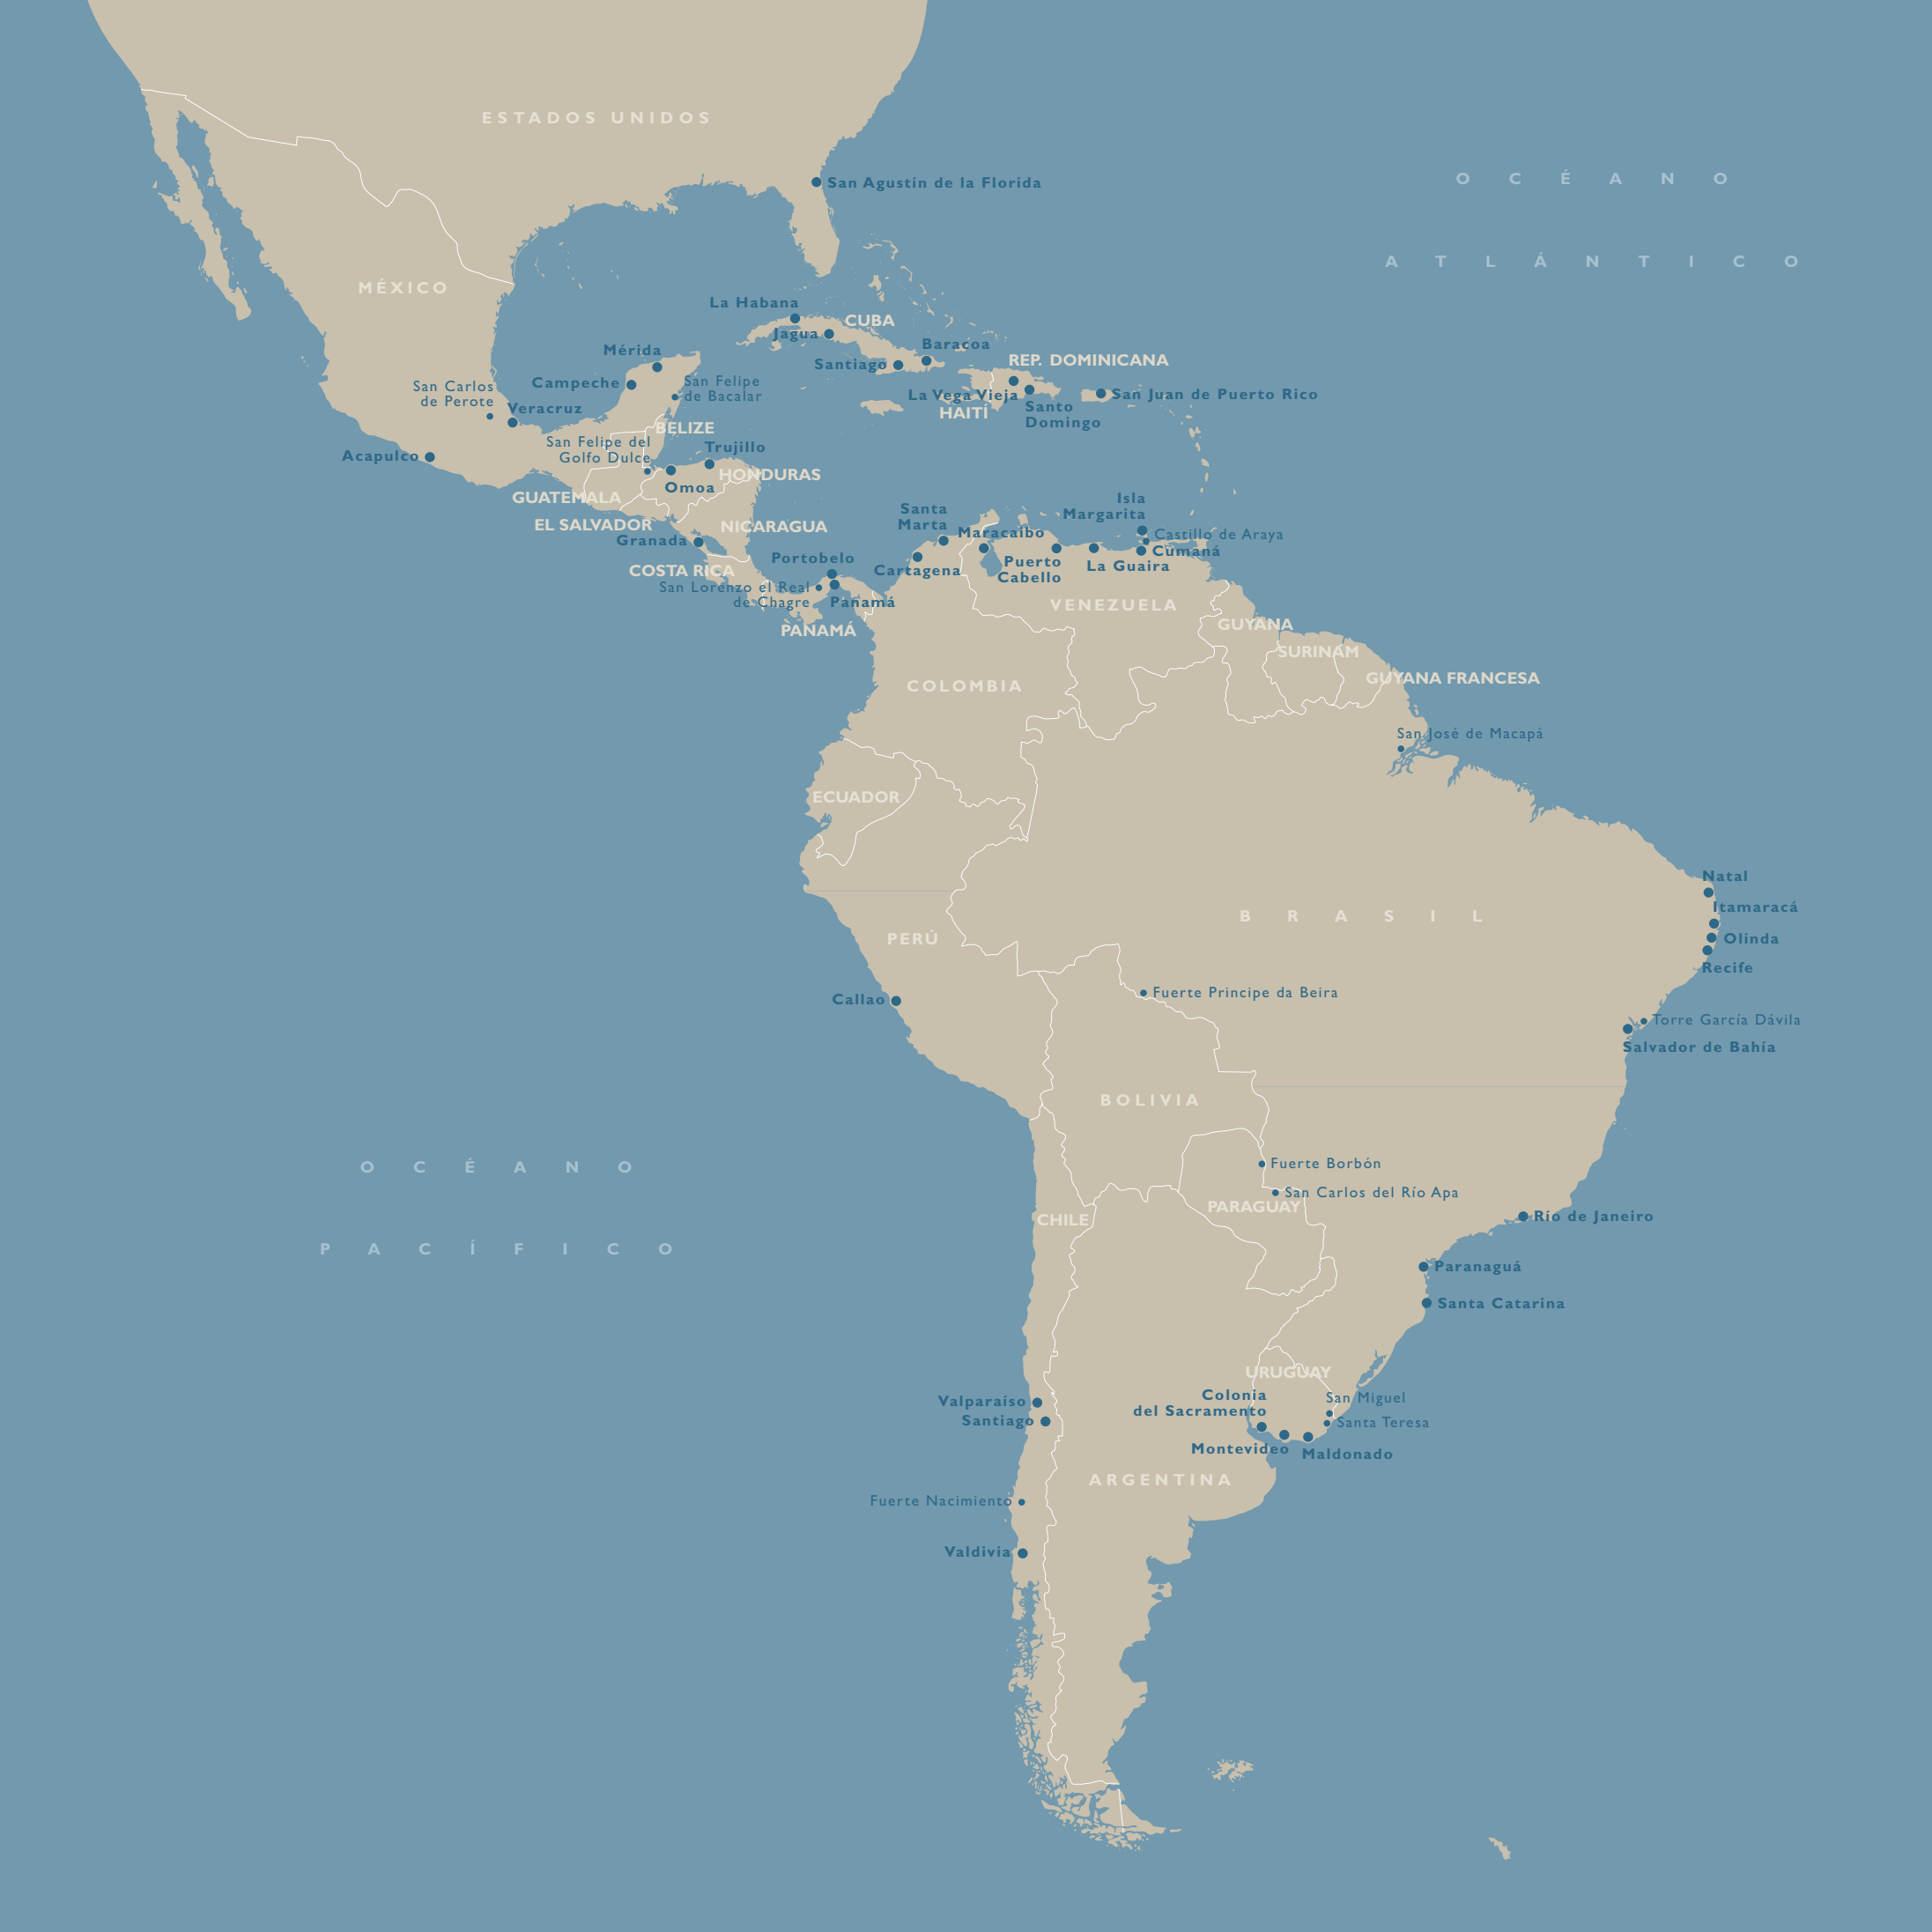 ESTADOS UNIDOS
OCÉANO
San Agustín de la Florida
ATLÁNTICO
MÉXICO
La Habana
CUBA
Jagua
Baracoa
Mérida
REP. DOMINICANA
Santiago
San Felipe
de Bacalar
Campeche
San Carlos
de Perote
La Vega Vieja
San Juan de Puerto Rico
Veracruz
HAITÍ
Santo
Domingo
BELIZE
San Felipe del
Golfo Dulce
Trujillo
Acapulco
HONDURAS
Omoa
GUATEMALA
Isla
Margarita
Santa
Marta
EL SALVADOR
NICARAGUA
Maracaibo
Castillo de Araya
Granada
Cumaná
Portobelo
Puerto
Cabello
La Guaira
COSTA RICA
Cartagena
San Lorenzo el Real
de Chagre
Panamá
VENEZUELA
GUYANA
PANAMÁ
SURINAM
GUYANA FRANCESA
COLOMBIA
San José de Macapá
ECUADOR
Natal
Itamaracá
BRASIL
PERÚ
Olinda
Recife
Callao
Fuerte Principe da Beira
Torre García Dávila
Salvador de Bahía
BOLIVIA
OCÉANO
Fuerte Borbón
San Carlos del Río Apa
PARAGUAY
CHILE
Río de Janeiro
PACÍFICO
Paranaguá
Santa Catarina
URUGUAY
Colonia
del Sacramento
San Miguel
Valparaíso
Santiago
Santa Teresa
Montevideo
Maldonado
ARGENTINA
Fuerte Nacimiento
Valdivia